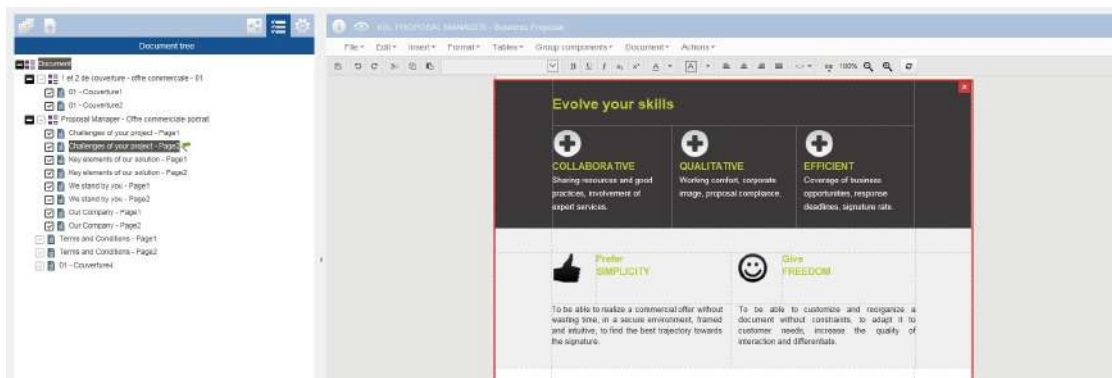 KSL PROPOSAL MANAGER - Business Proposal
Document tree
File Edit Insert Format Tables Group components Document Actions
100%
Document
1 et 2 de couverture - offre commerciale - 01
01 - Couverture1
01 - Couverture2
Proposal Manager - Offre commerciale portrait
Challenges of your project - Page1
Challenges of your project - Page2
Key elements of our solution - Page1
Key elements of our solution - Page2
We stand by you - Page1
We stand by you - Page2
Our Company - Page1
Our Company - Page2
Terms and Conditions - Page1
Terms and Conditions - Page2
01 - Couverture4
Evolve your skills
COLLABORATIVE
Sharing resources and good
practices, involvement of
expert services.
QUALITATIVE
Working comfort, corporate
image, proposal compliance.
EFFICIENT
Coverage of business
opportunities, response
deadlines, signature rate.
Prefer
SIMPLICITY
To be able to realize a commercial offer without
wasting time, in a secure environment, framed
and intuitive, to find the best trajectory towards
the signature.
Give
FREEDOM
To be able to customize and reorganize a
document without constraints, to adapt it to
customer needs, increase the quality of
interaction and differentials.